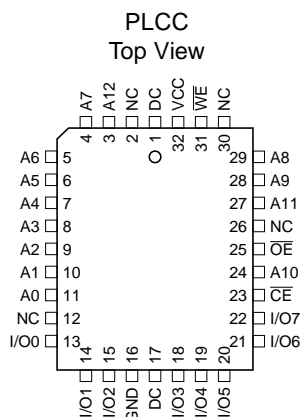 PLCC
Top View
A7
A12
NC
DC
VCC
W̅E̅
NC
4
3
2
1
32
31
30
A6 5
A5 6
A4 7
A3 8
A2 9
A1 10
A0 11
NC 12
I/O0 13
29 A8
28 A9
27 A11
26 NC
25 O̅E̅
24 A10
23 C̅E̅
22 I/O7
21 I/O6
14
15
16
17
18
19
20
I/O1
I/O2
GND
DC
I/O3
I/O4
I/O5